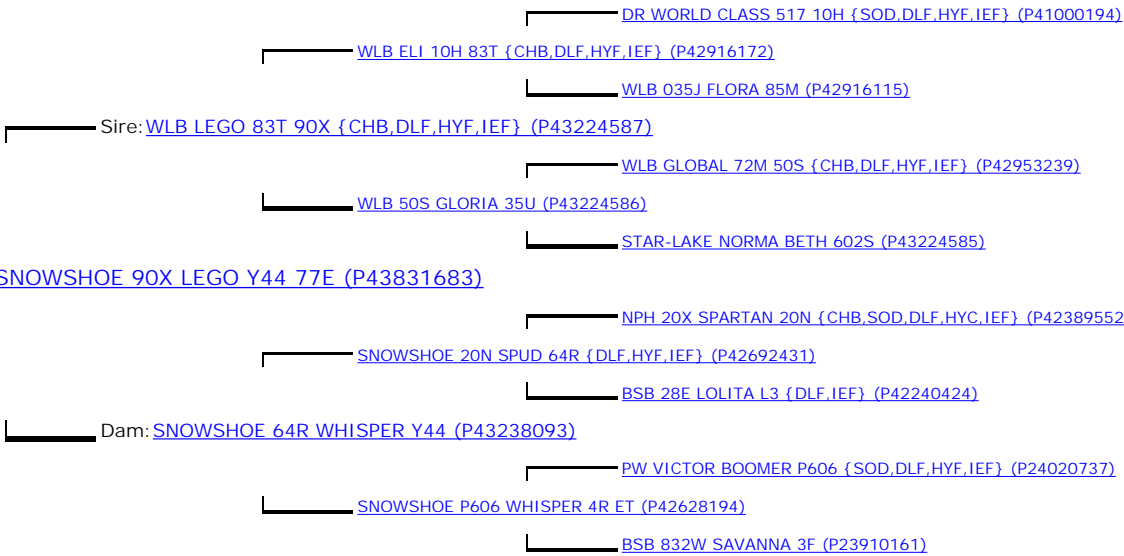 DR WORLD CLASS 517 10H {SOD,DLF,HYF,IEF} (P41000194)
WLB ELI 10H 83T {CHB,DLF,HYF,IEF} (P42916172)
WLB 035J FLORA 85M (P42916115)
Sire: WLB LEGO 83T 90X {CHB,DLF,HYF,IEF} (P43224587)
WLB GLOBAL 72M 50S {CHB,DLF,HYF,IEF} (P42953239)
WLB 50S GLORIA 35U (P43224586)
STAR-LAKE NORMA BETH 602S (P43224585)
SNOWSHOE 90X LEGO Y44 77E (P43831683)
NPH 20X SPARTAN 20N {CHB,SOD,DLF,HYC,IEF} (P42389552
SNOWSHOE 20N SPUD 64R {DLF,HYF,IEF} (P42692431)
BSB 28E LOLITA L3 {DLF,IEF} (P42240424)
Dam: SNOWSHOE 64R WHISPER Y44 (P43238093)
PW VICTOR BOOMER P606 {SOD,DLF,HYF,IEF} (P24020737)
SNOWSHOE P606 WHISPER 4R ET (P42628194)
BSB 832W SAVANNA 3F (P23910161)